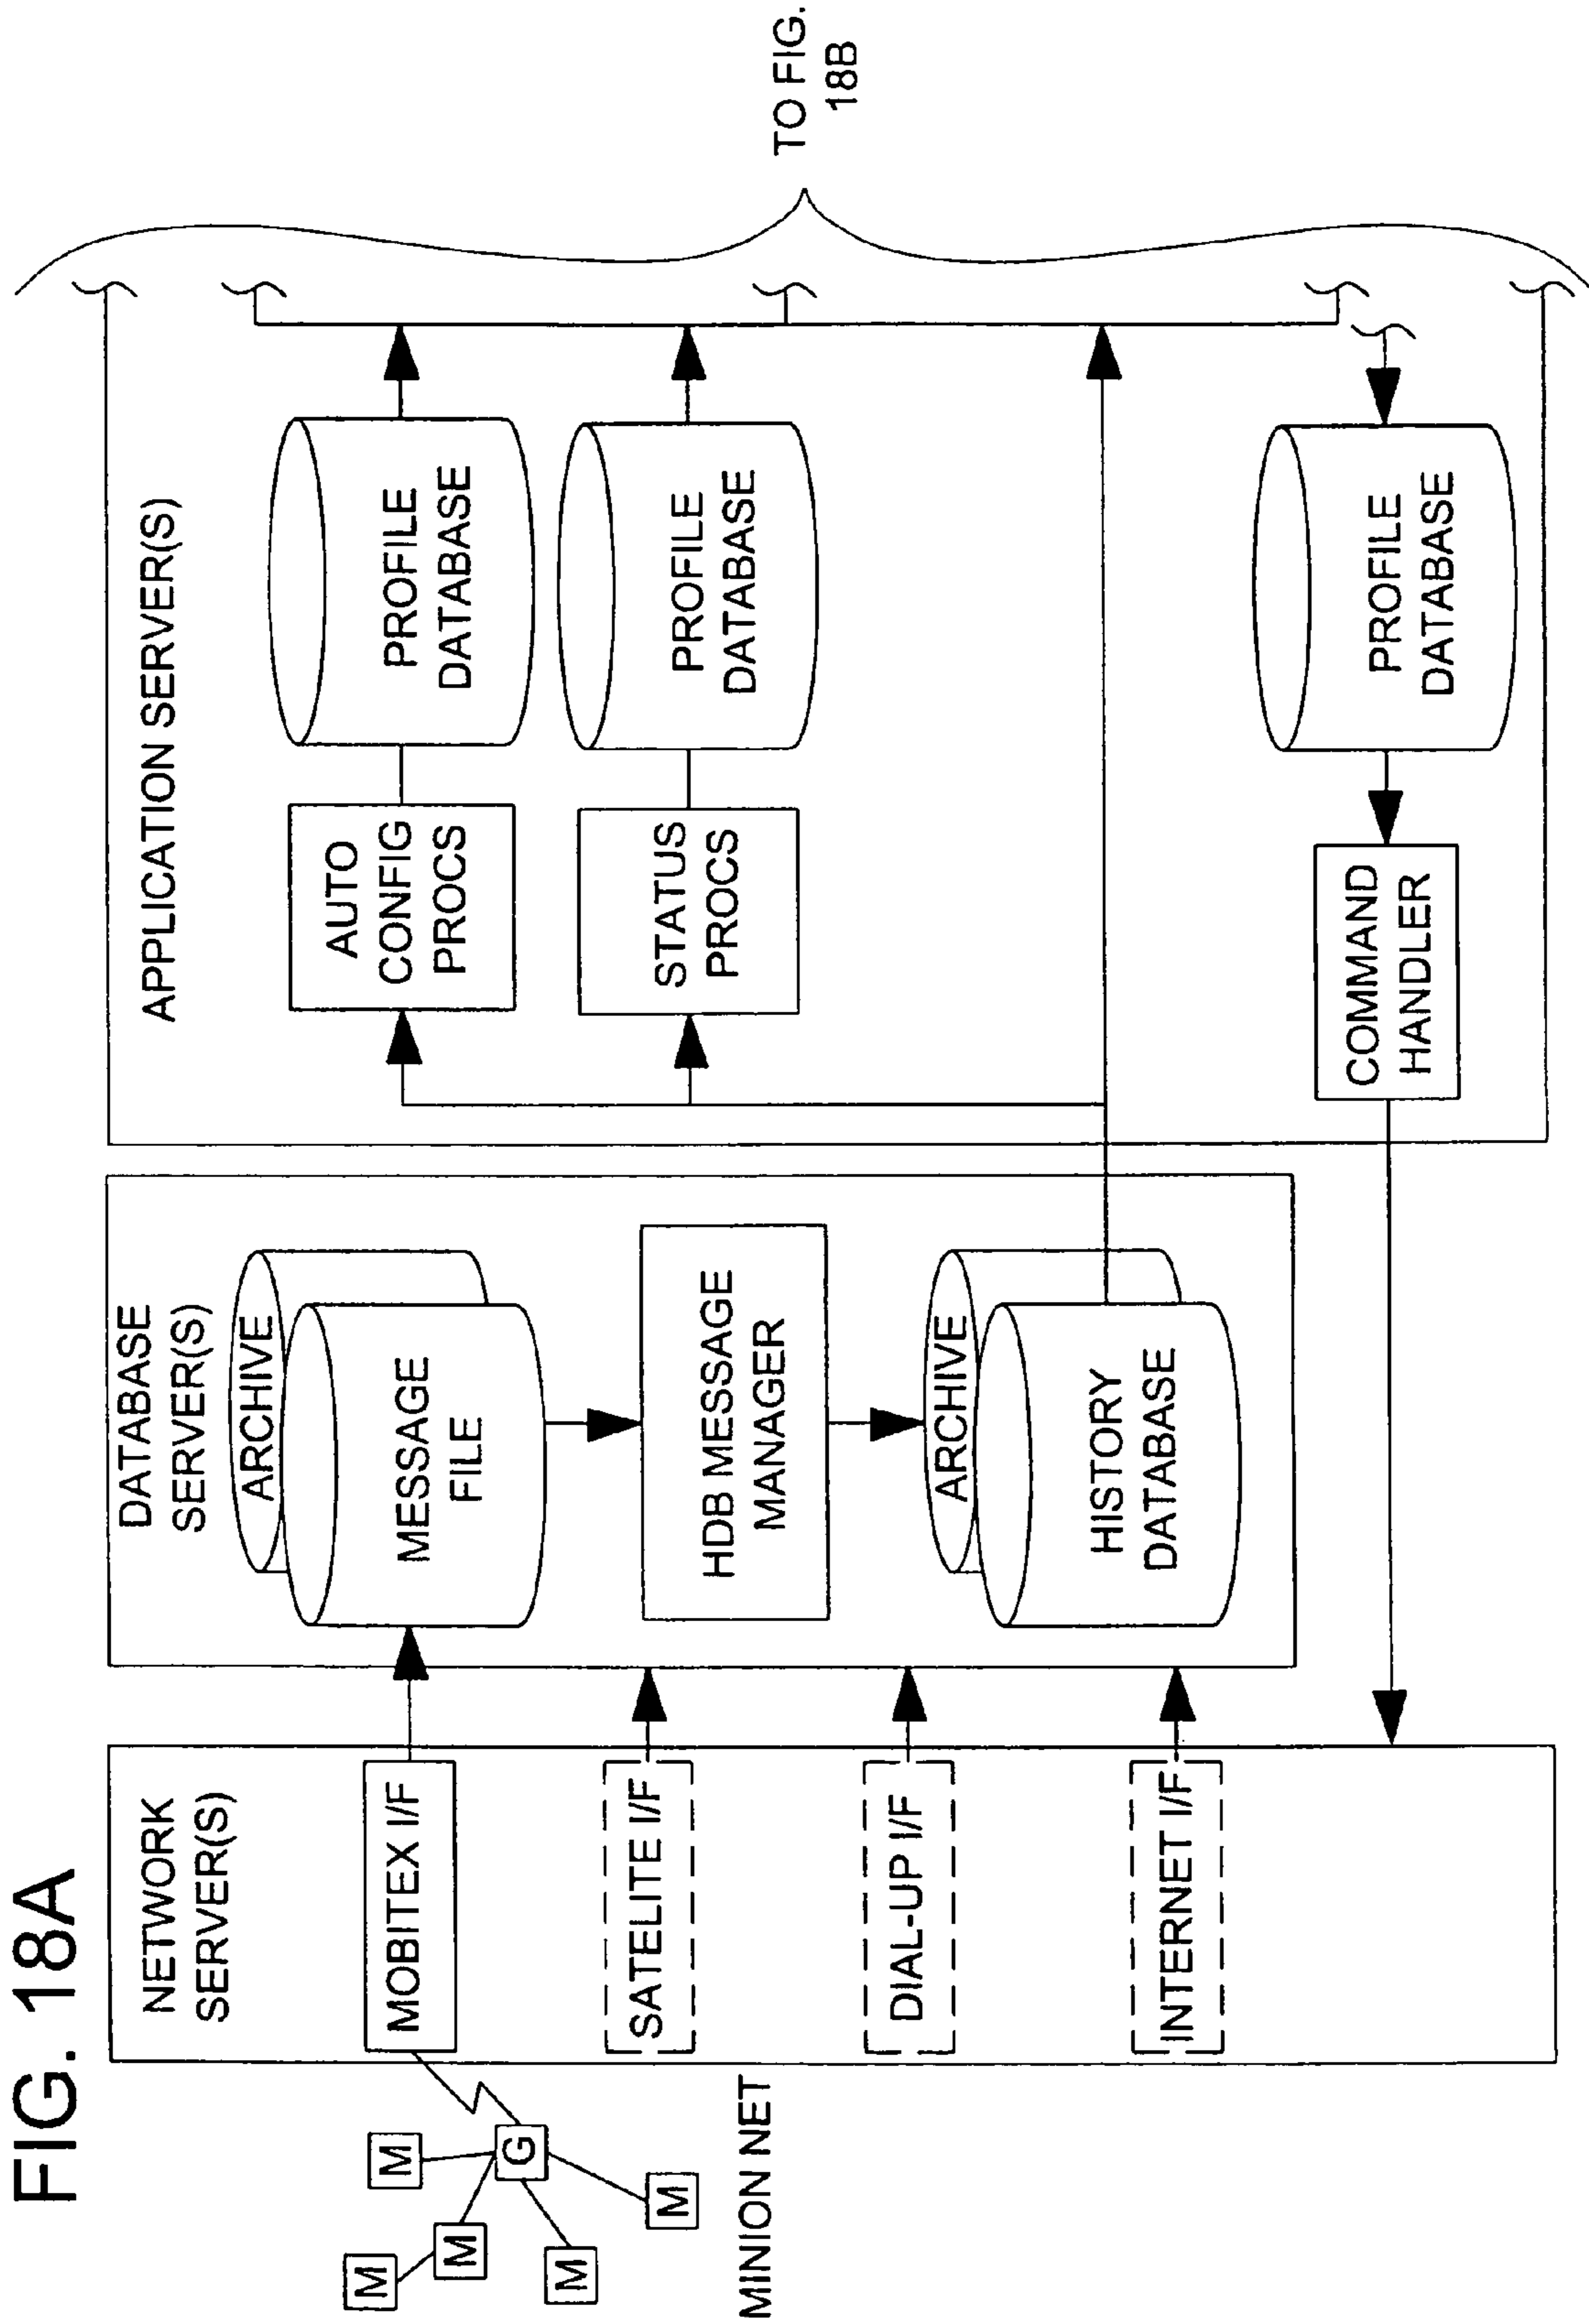 FIG. 18A
MINION NET
M
M
M
M
M
G
NETWORK
SERVER(S)
MOBITEX I/F
SATELITE I/F
DIAL-UP I/F
INTERNET I/F
DATABASE
SERVER(S)
ARCHIVE
MESSAGE
FILE
HDB MESSAGE
MANAGER
ARCHIVE
HISTORY
DATABASE
APPLICATION SERVER(S)
AUTO
CONFIG
PROCS
PROFILE
DATABASE
STATUS
PROCS
PROFILE
DATABASE
COMMAND
HANDLER
PROFILE
DATABASE
TO FIG.
18B